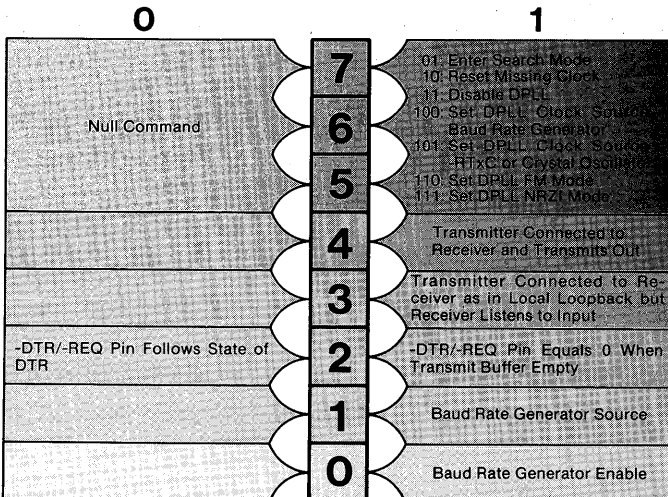 0
1
7
6
5
4
3
2
1
0
Null Command
01: Enter Search Mode
10: Reset Missing Clock
11: Disable DPLL
100: Set DPLL Clock Source
Baud Rate Generator
101: Set DPLL Clock Source
RTxC or Crystal Oscillator
110: Set DPLL FM Mode
111: Set DPLL NRZI Mode
Transmitter Connected to
Receiver and Transmits Out
Transmitter Connected to Re-
ceiver as in Local Loopback but
Receiver Listens to Input
-DTR/-REQ Pin Follows State of
DTR
-DTR/-REQ Pin Equals 0 When
Transmit Buffer Empty
Baud Rate Generator Source
Baud Rate Generator Enable